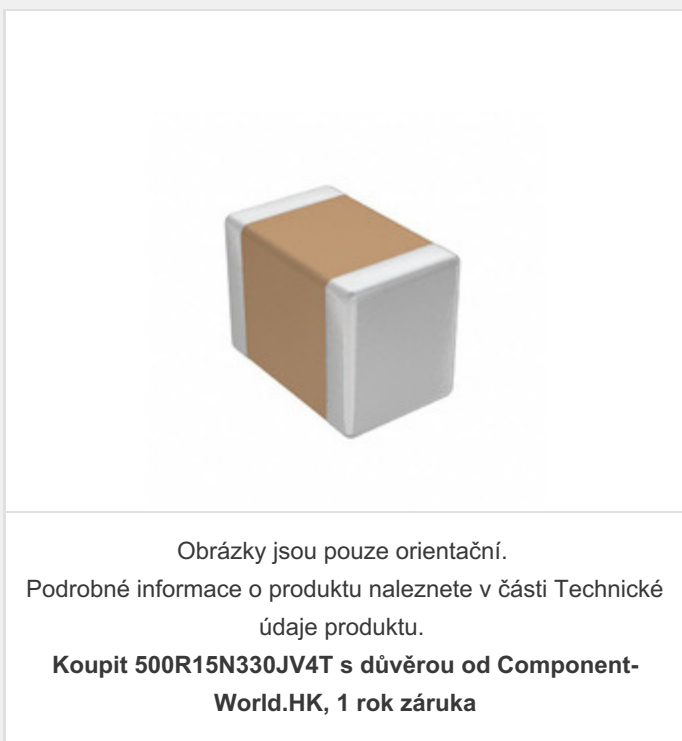 Obrázky jsou pouze orientační.
Podrobné informace o produktu naleznete v části Technické
údaje produktu.
Koupit 500R15N330JV4T s důvěrou od Component-
World.HK, 1 rok záruka